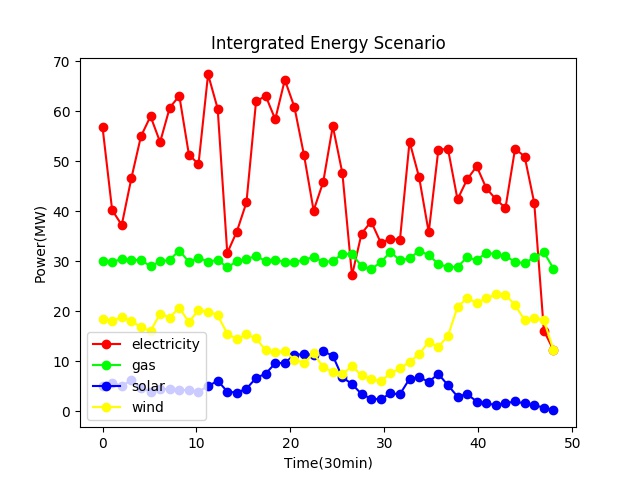 Intergrated Energy Scenario
Power(MW)
70
60
50
40
30
20
10
0
electricity
gas
solar
wind
0 10 20 30 40 50
Time(30min)